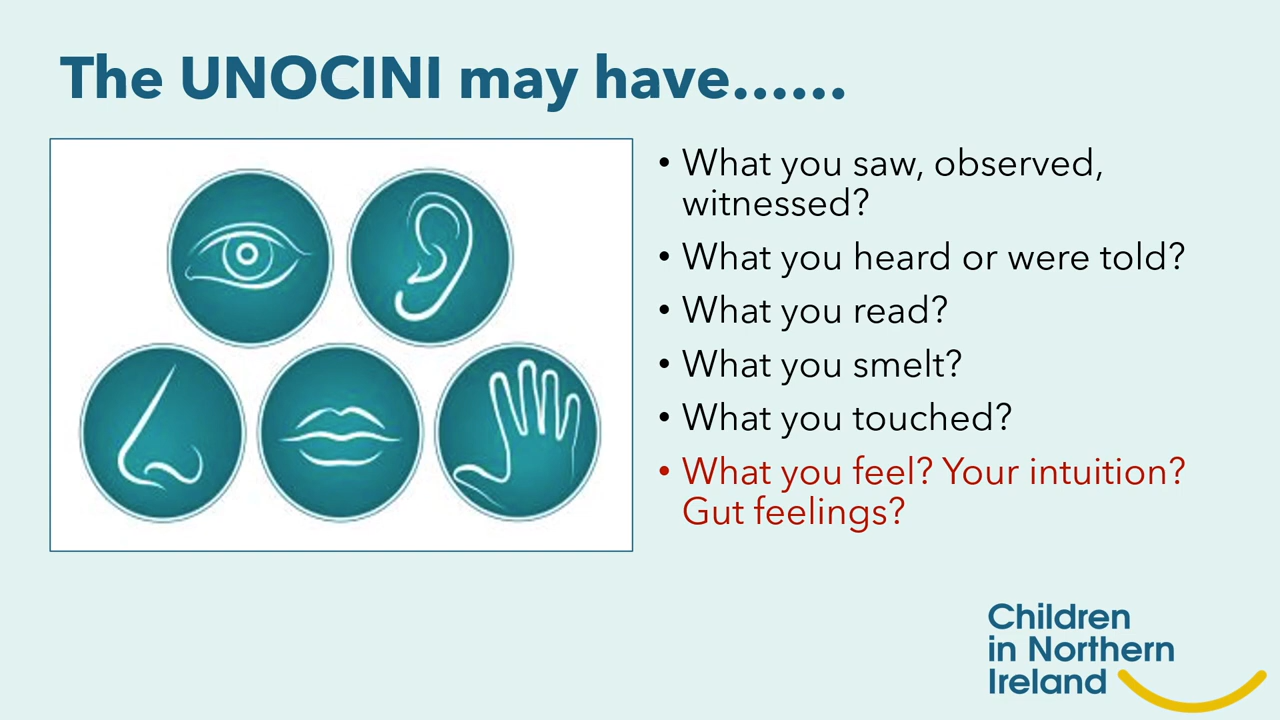 The UNOCINI may have......
• What you saw, observed,
witnessed?
• What you heard or were told?
• What you read?
• What you smelt?
• What you touched?
• What you feel? Your intuition?
Gut feelings?
Children
in Northern
Ireland